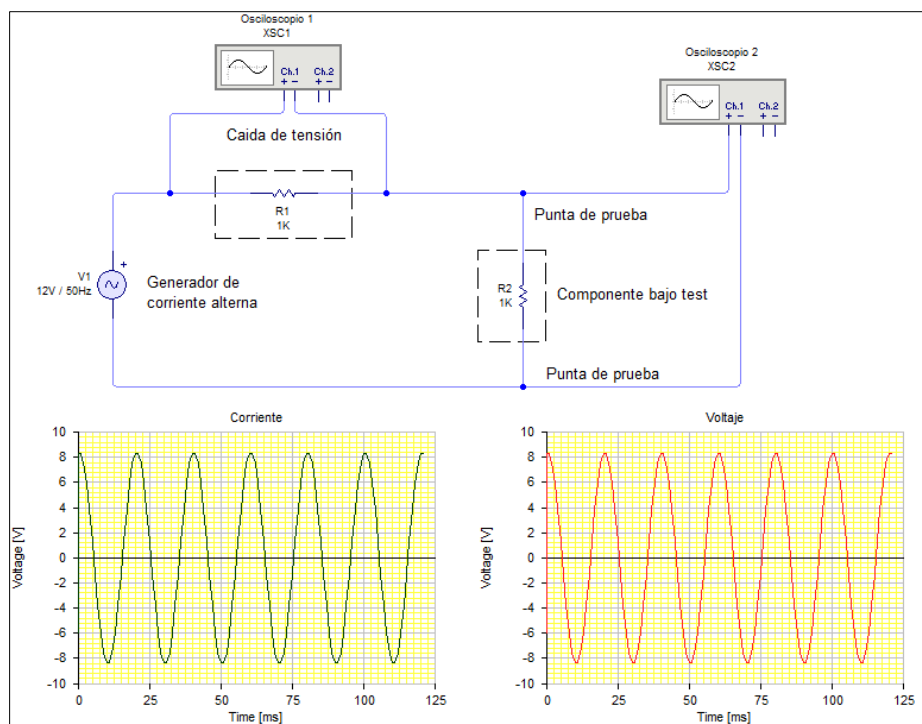 Osciloscopio 1
XSC1
Ch.1 Ch.2
+ − + −
Osciloscopio 2
XSC2
Ch.1 Ch.2
+ − + −
Caida de tensión
R1
1K
Punta de prueba
+
V1
12V / 50Hz
Generador de
corriente alterna
R2
1K
Componente bajo test
Punta de prueba
Corriente
Voltage [V]
10
8
6
4
2
0
-2
-4
-6
-8
-10
0 25 50 75 100 125
Time [ms]
Voltaje
Voltage [V]
10
8
6
4
2
0
-2
-4
-6
-8
-10
0 25 50 75 100 125
Time [ms]